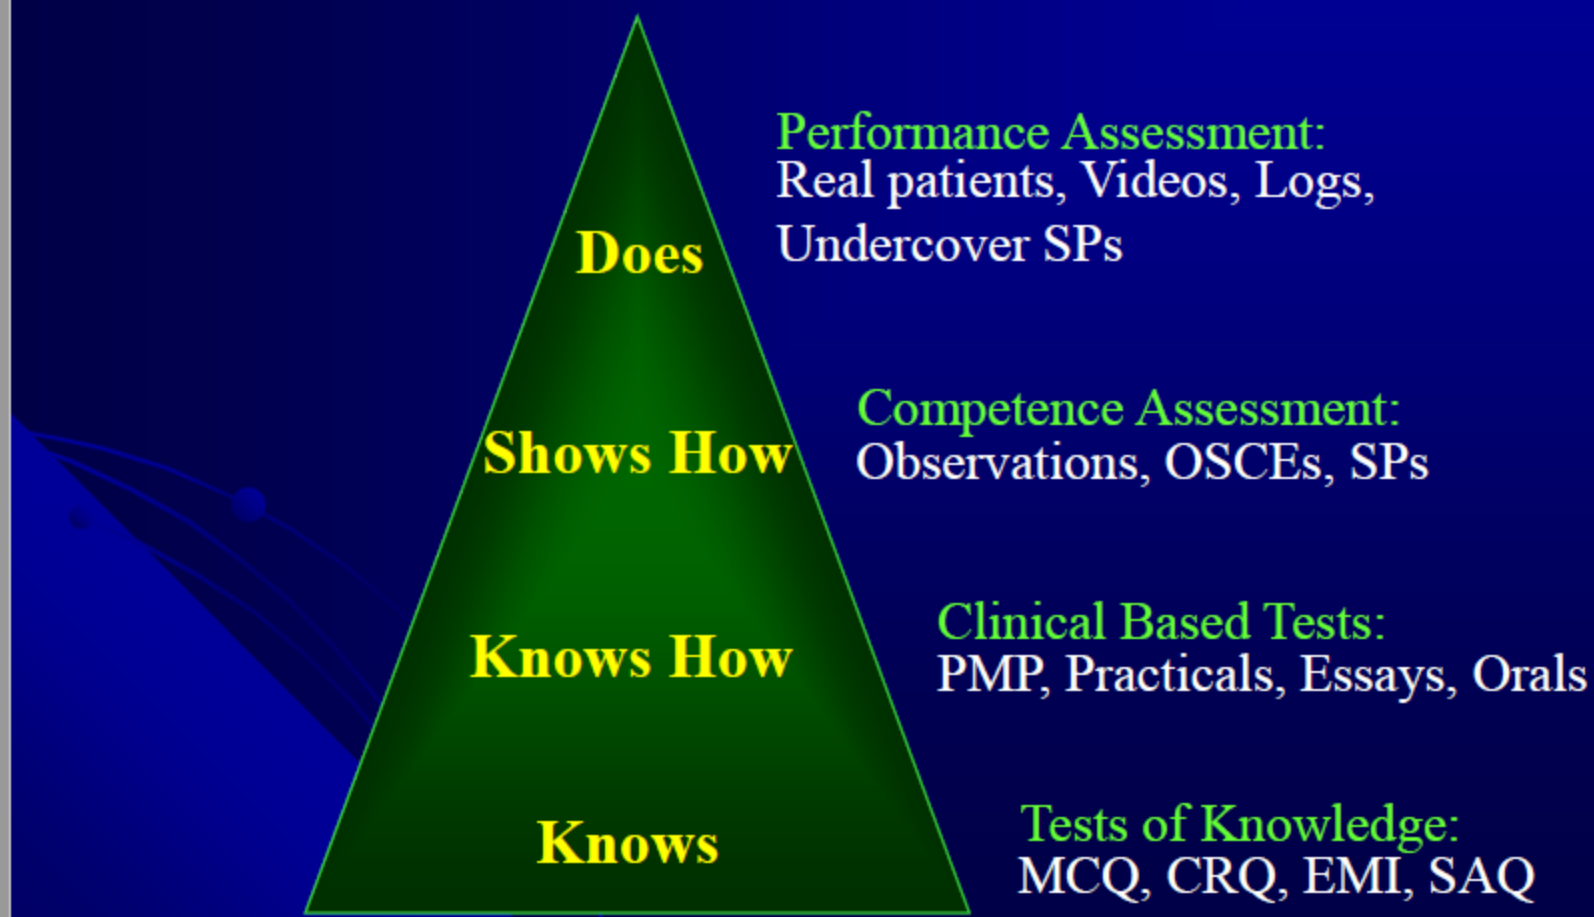 Performance Assessment:
Real patients, Videos, Logs,
Undercover SPs
Does
Competence Assessment:
Observations, OSCEs, SPs
Shows How
Clinical Based Tests:
PMP, Practicals, Essays, Orals
Knows How
Tests of Knowledge:
MCQ, CRQ, EMI, SAQ
Knows